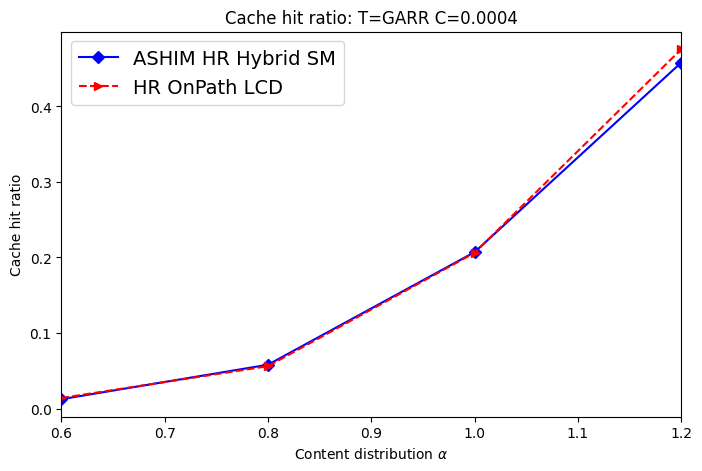 Cache hit ratio: T=GARR C=0.0004
ASHIM HR Hybrid SM
HR OnPath LCD
Cache hit ratio
0.4
0.3
0.2
0.1
0.0
0.6 0.7 0.8 0.9 1.0 1.1 1.2
Content distribution α